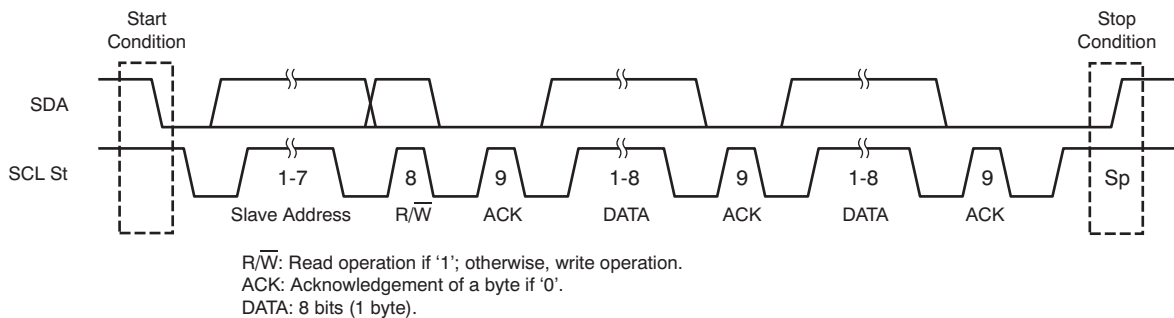 Start Condition
Stop Condition
SDA
SCL St
1-7
8
9
1-8
9
1-8
9
Sp
Slave Address
R/W̅
ACK
DATA
ACK
DATA
ACK
R/W̅: Read operation if ‘1’; otherwise, write operation.
ACK: Acknowledgement of a byte if ‘0’.
DATA: 8 bits (1 byte).